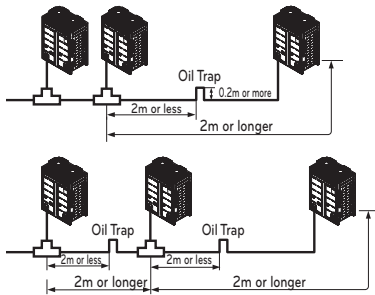 Oil Trap
0.2m or more
2m or less
2m or longer
Oil Trap
Oil Trap
2m or less
2m or less
2m or longer
2m or longer